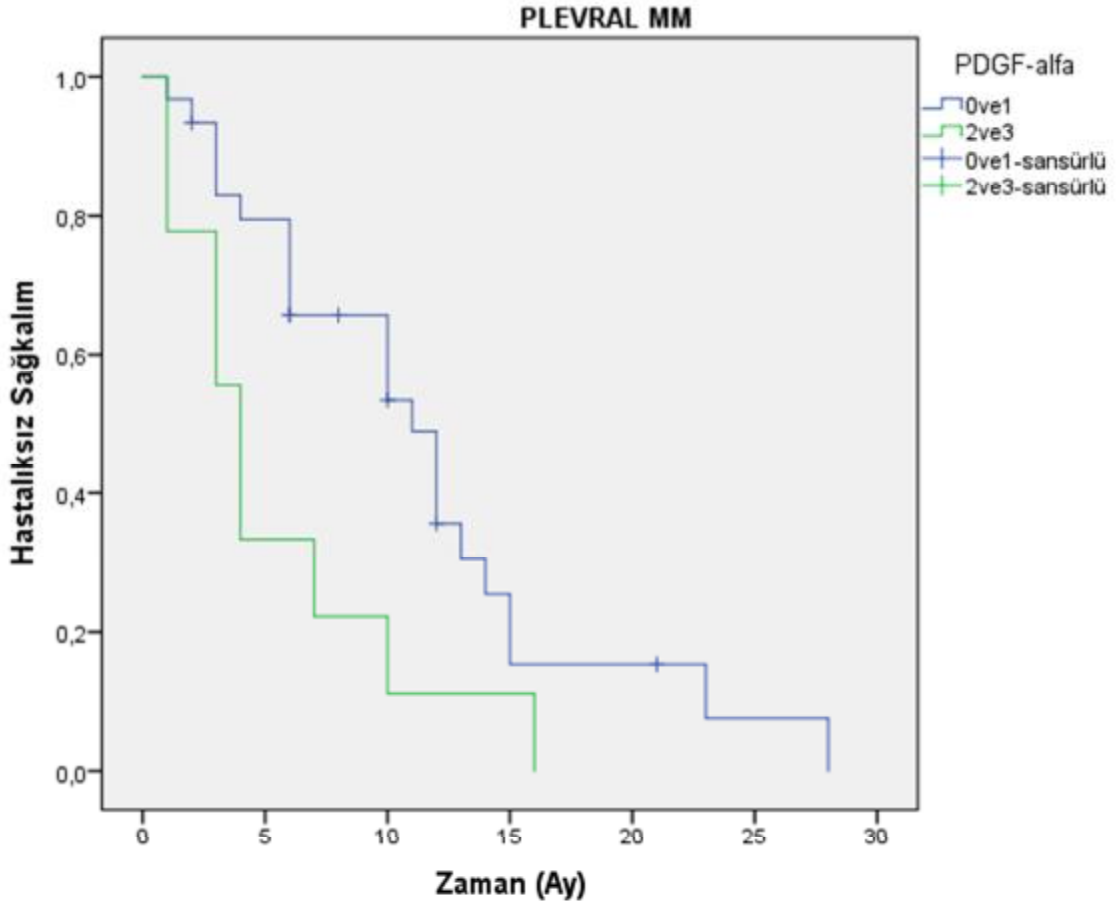 PLEVRAL MM
PDGF-alfa
0ve1
2ve3
0ve1-sansürlü
2ve3-sansürlü
Hastalıksız Sağkalım
1,0
0,8
0,6
0,4
0,2
0,0
0 5 10 15 20 25 30
Zaman (Ay)